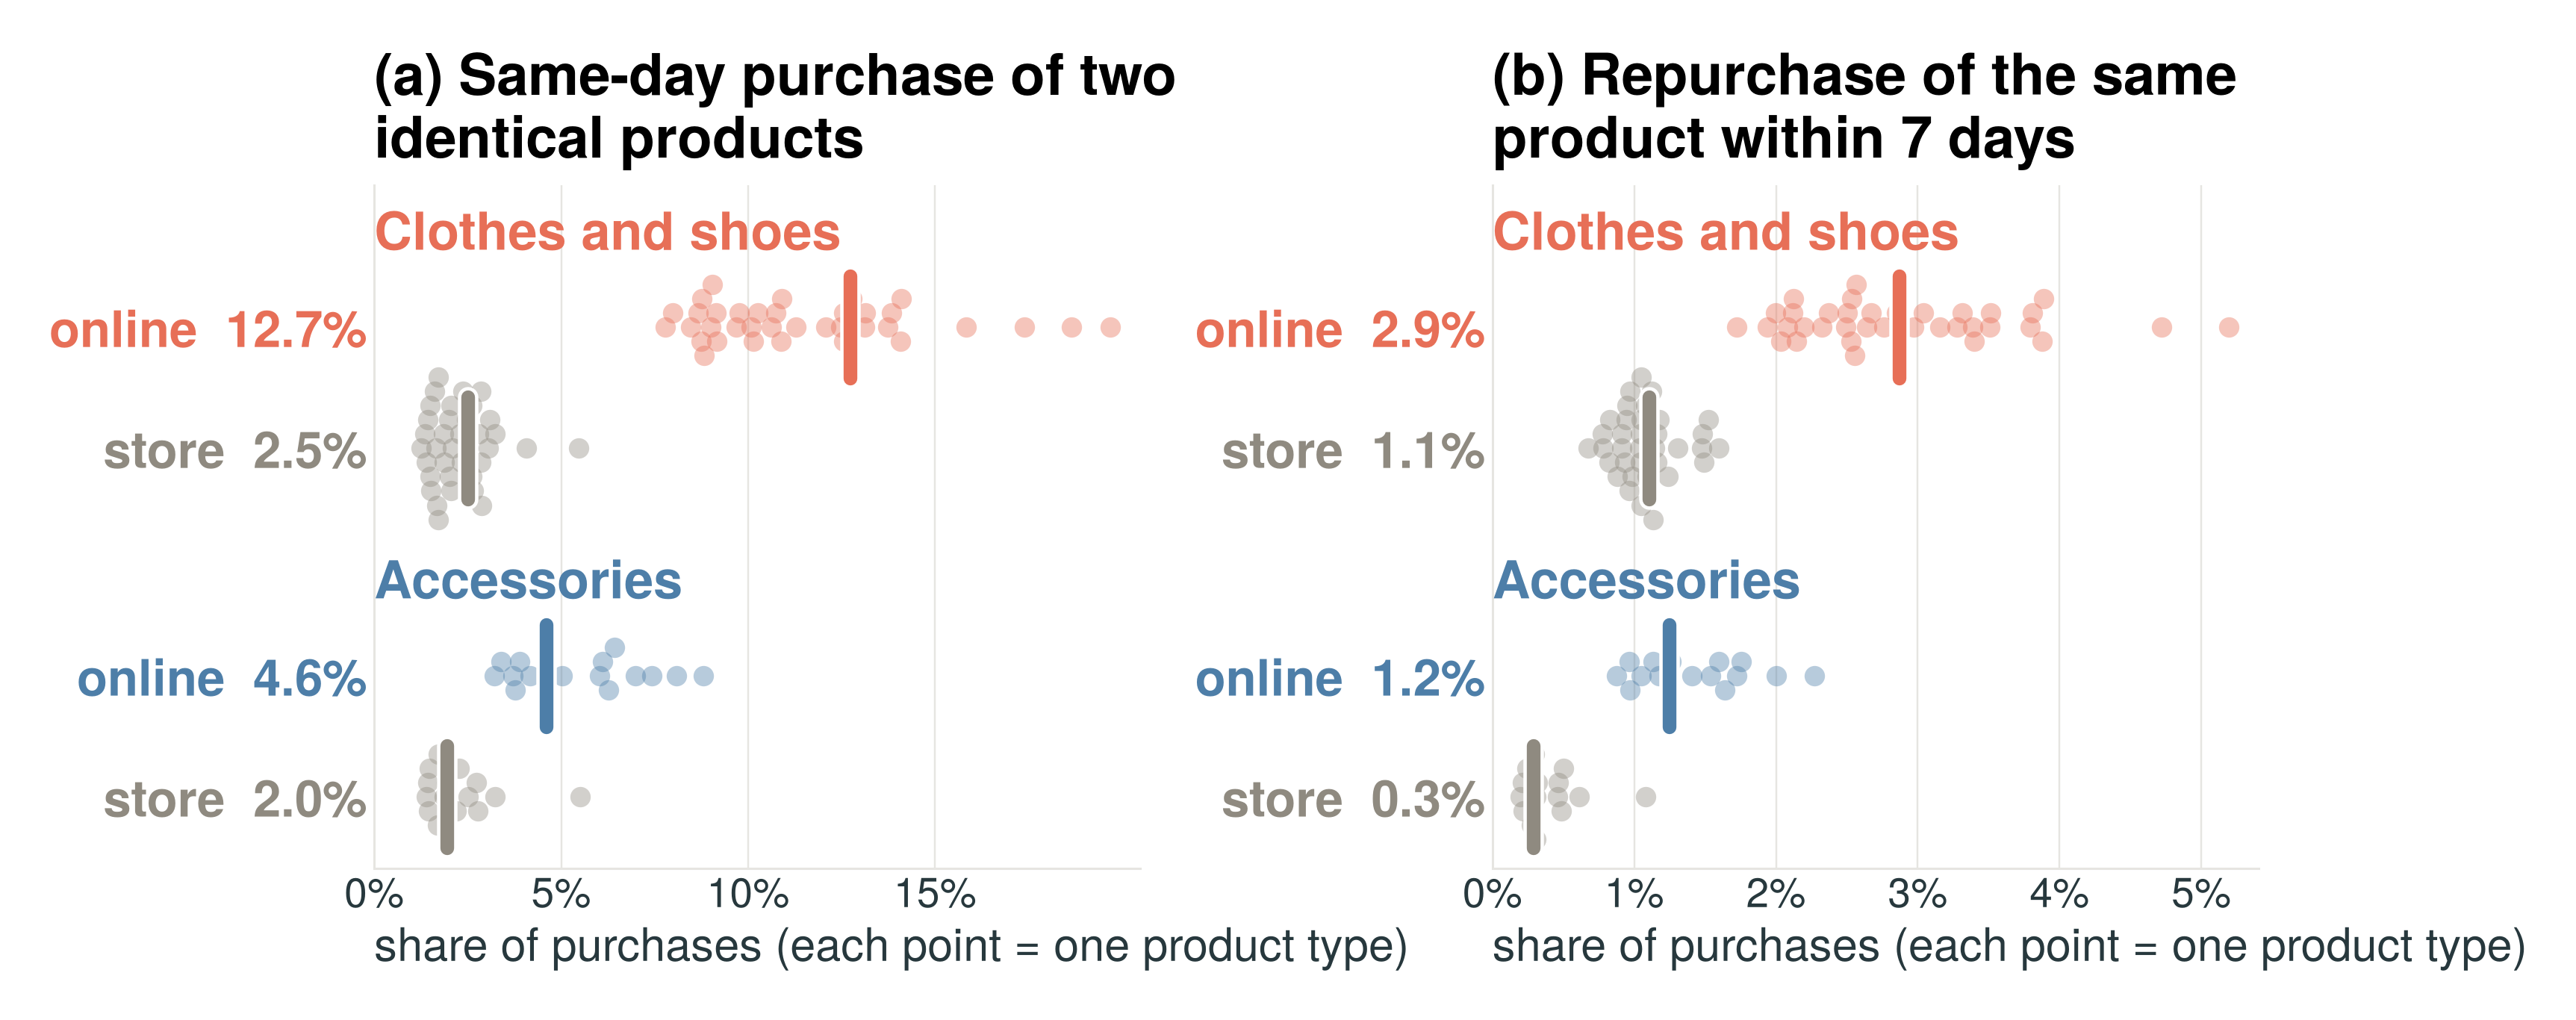 (a) Same-day purchase of two
identical products
Clothes and shoes
online 12.7%
store 2.5%
Accessories
online 4.6%
store 2.0%
0% 5% 10% 15%
share of purchases (each point = one product type)
(b) Repurchase of the same
product within 7 days
Clothes and shoes
online 2.9%
store 1.1%
Accessories
online 1.2%
store 0.3%
0% 1% 2% 3% 4% 5%
share of purchases (each point = one product type)